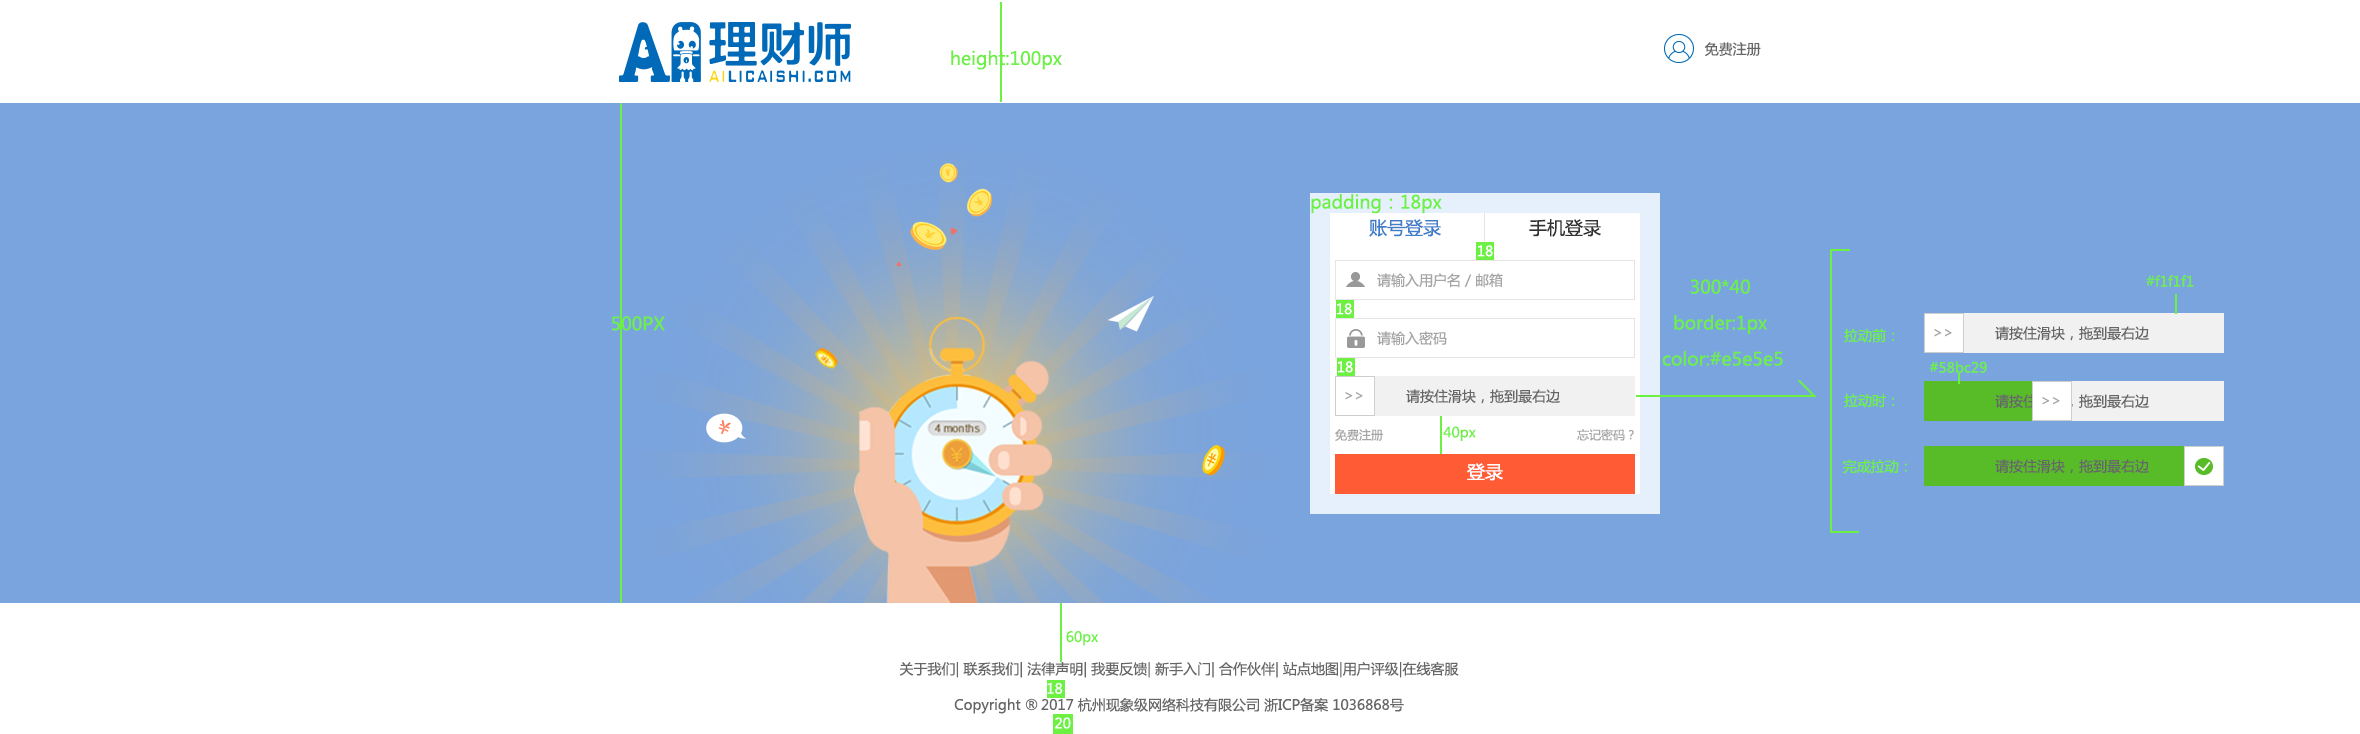 AI理财师
AILICAISHI.COM
height:100px
免费注册
500PX
4 months
padding：18px
账号登录
手机登录
18
请输入用户名 / 邮箱
18
请输入密码
18
>>
请按住滑块，拖到最右边
免费注册
40px
忘记密码？
登录
300*40
border:1px
color:#e5e5e5
#f1f1f1
拉动前：
>>
请按住滑块，拖到最右边
#58bc29
拉动时：
请按住 >> ，拖到最右边
完成拉动：
请按住滑块，拖到最右边
60px
关于我们| 联系我们| 法律声明| 我要反馈| 新手入门| 合作伙伴| 站点地图|用户评级|在线客服
18
Copyright ® 2017 杭州现象级网络科技有限公司 浙ICP备案 1036868号
20